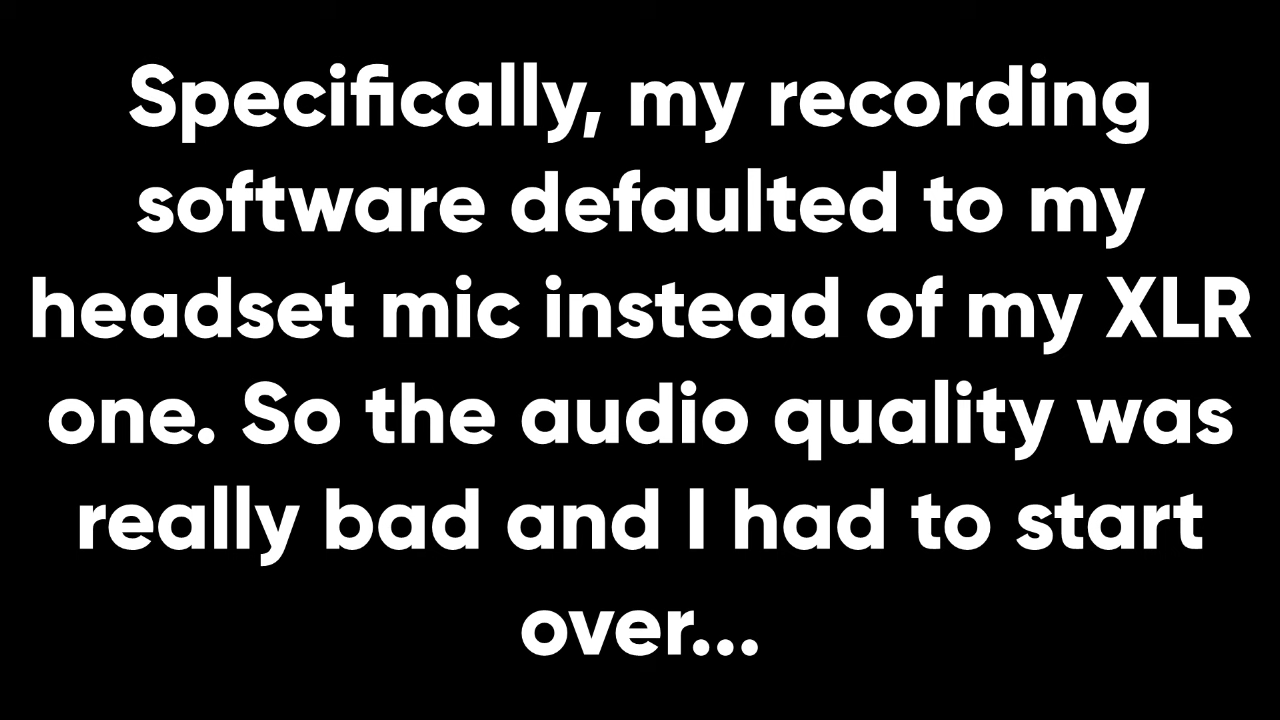 Specifically, my recording
software defaulted to my
headset mic instead of my XLR
one. So the audio quality was
really bad and I had to start
over...